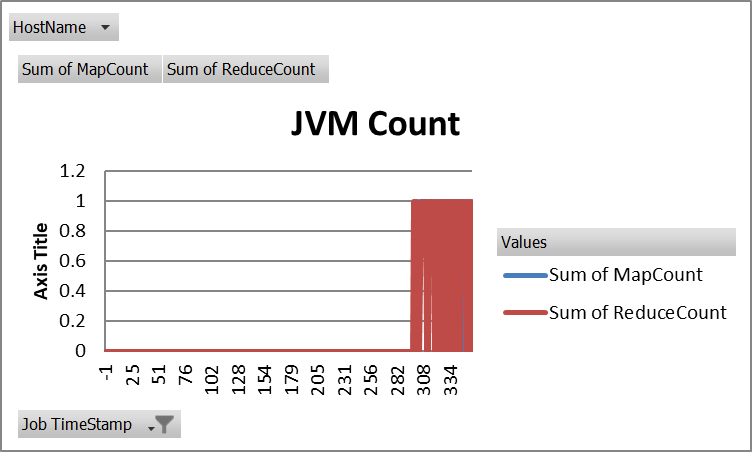 HostName
Sum of MapCount Sum of ReduceCount
JVM Count
1.2
1
0.8
0.6
0.4
0.2
0
Axis Title
-1 25 51 76 102 128 154 179 205 231 256 282 308 334
Values
Sum of MapCount
Sum of ReduceCount
Job TimeStamp